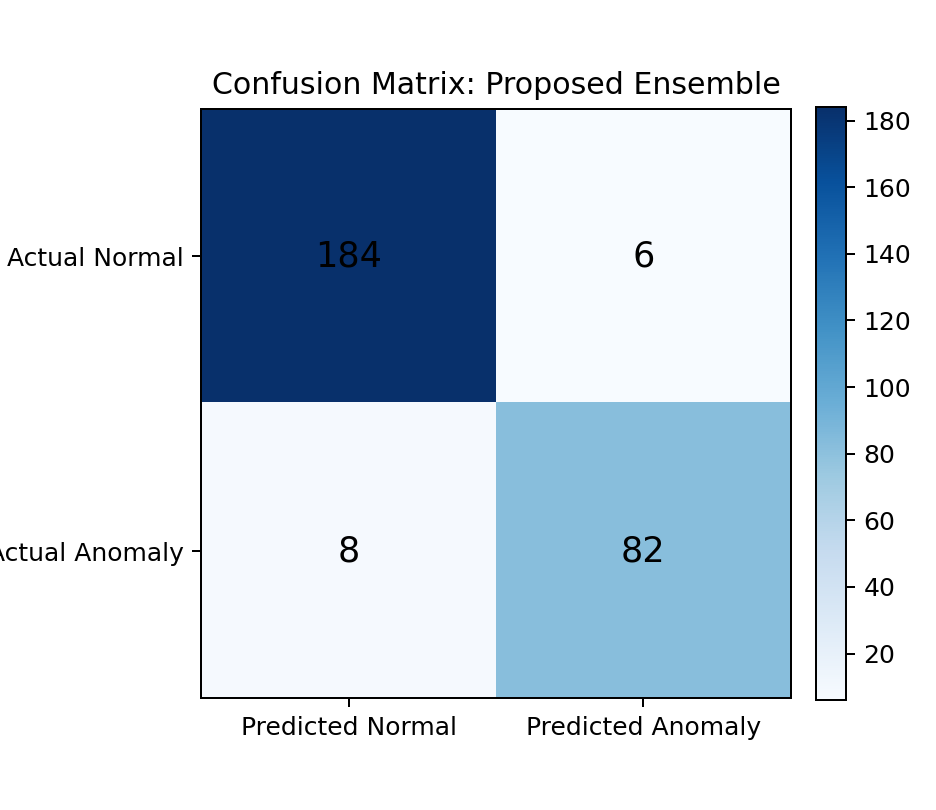 Confusion Matrix: Proposed Ensemble
Actual Normal
184
6
Actual Anomaly
8
82
Predicted Normal
Predicted Anomaly
180
160
140
120
100
80
60
40
20